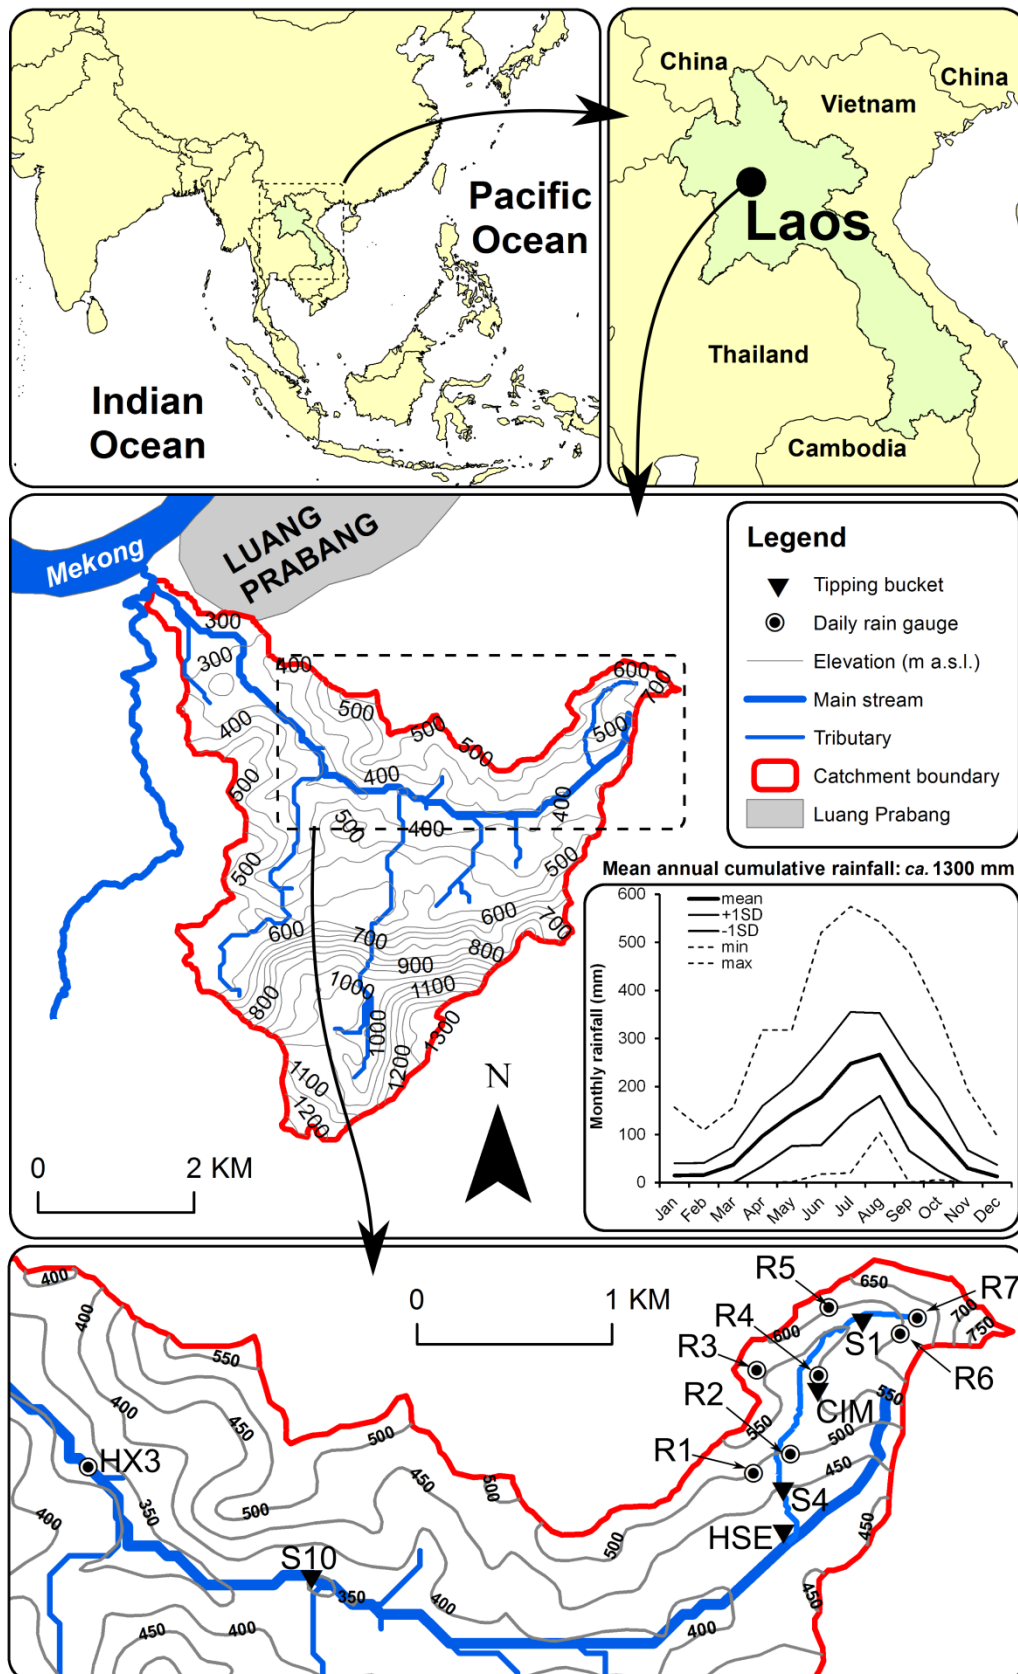 China
China
Vietnam
Pacific
Ocean
Laos
Thailand
Indian
Ocean
Cambodia
LUANG
PRABANG
Mekong
Legend
Tipping bucket
Daily rain gauge
Elevation (m a.s.l.)
Main stream
Tributary
Catchment boundary
Luang Prabang
300
300
400
600
700
500
400
500
500
500
500
400
400
500
400
500
500
600
600
700
700
800
900
1000
1100
800
1000
1300
1200
1100
1200
N
0 2 KM
Mean annual cumulative rainfall: ca. 1300 mm
mean
+1SD
-1SD
min
max
Monthly rainfall (mm)
600
500
400
300
200
100
0
Jan Feb Mar Apr May Jun Jul Aug Sep Oct Nov Dec
0 1 KM
R5
R7
R4
R3
S1
R6
R2
CIM
R1
S4
HSE
HX3
S10
400
400
550
400
450
500
450
500
500
350
400
350
450
400
400
500
650
700
750
600
550
550
500
450
450
450
400